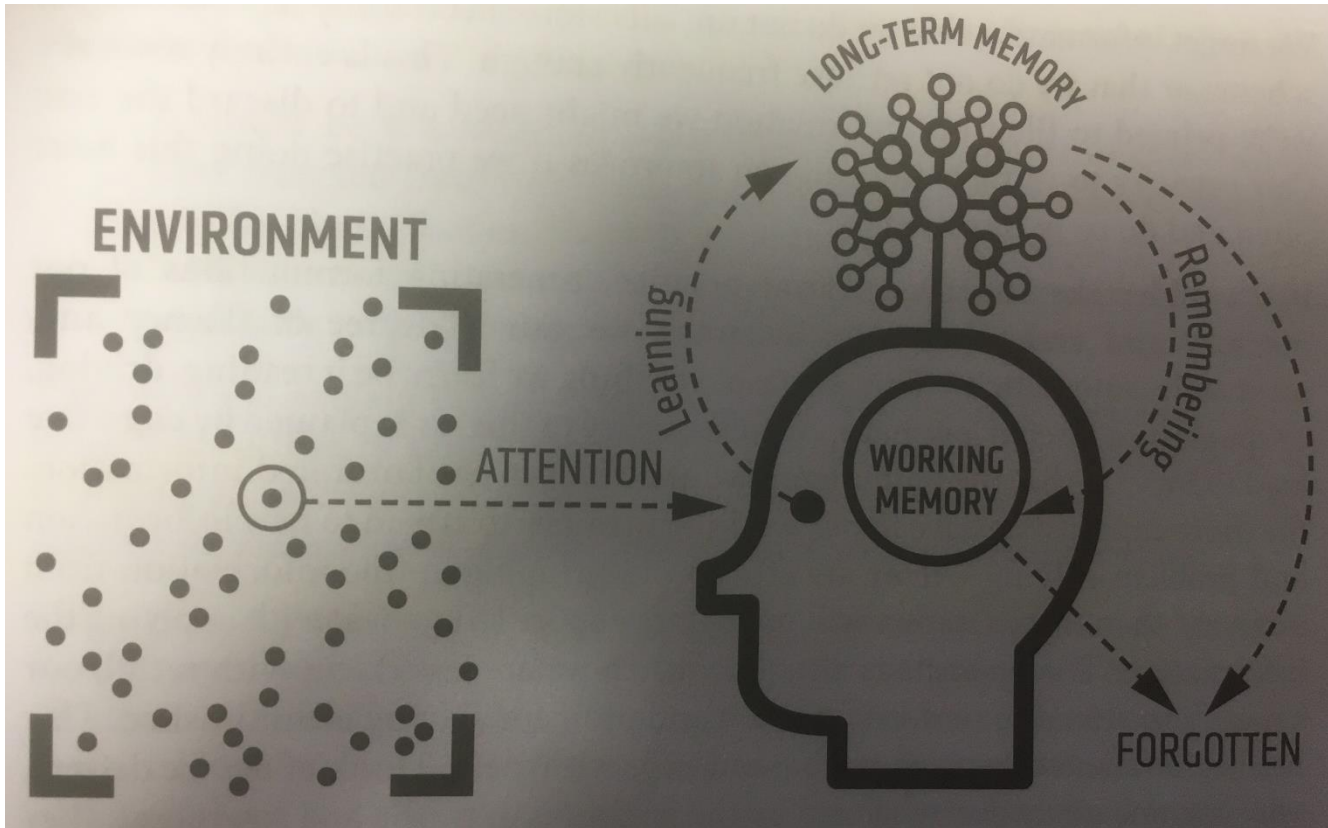 LONG-TERM MEMORY
ENVIRONMENT
Learning
Remembering
ATTENTION
WORKING
MEMORY
FORGOTTEN